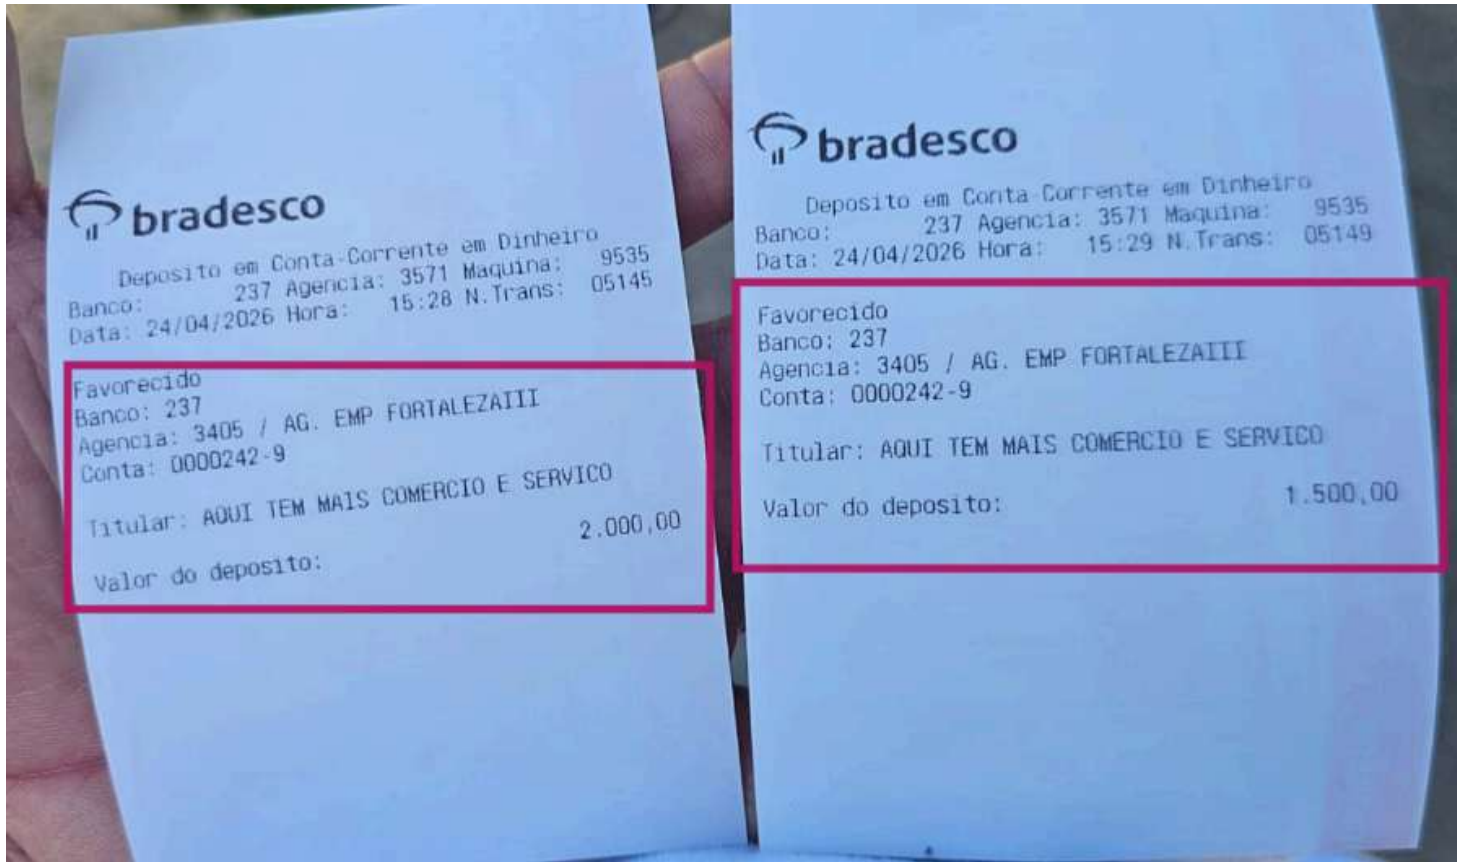 bradesco
Deposito em Conta-Corrente em Dinheiro
Banco: 237 Agencia: 3571 Maquina: 9535
Data: 24/04/2026 Hora: 15:28 N.Trans: 05145
Favorecido
Banco: 237
Agencia: 3405 / AG. EMP FORTALEZAIII
Conta: 0000242-9
Titular: AQUI TEM MAIS COMERCIO E SERVICO
2.000,00
Valor do deposito:
bradesco
Deposito em Conta-Corrente em Dinheiro
Banco: 237 Agencia: 3571 Maquina: 9535
Data: 24/04/2026 Hora: 15:29 N.Trans: 05149
Favorecido
Banco: 237
Agencia: 3405 / AG. EMP FORTALEZAIII
Conta: 0000242-9
Titular: AQUI TEM MAIS COMERCIO E SERVICO
Valor do deposito: 1.500,00